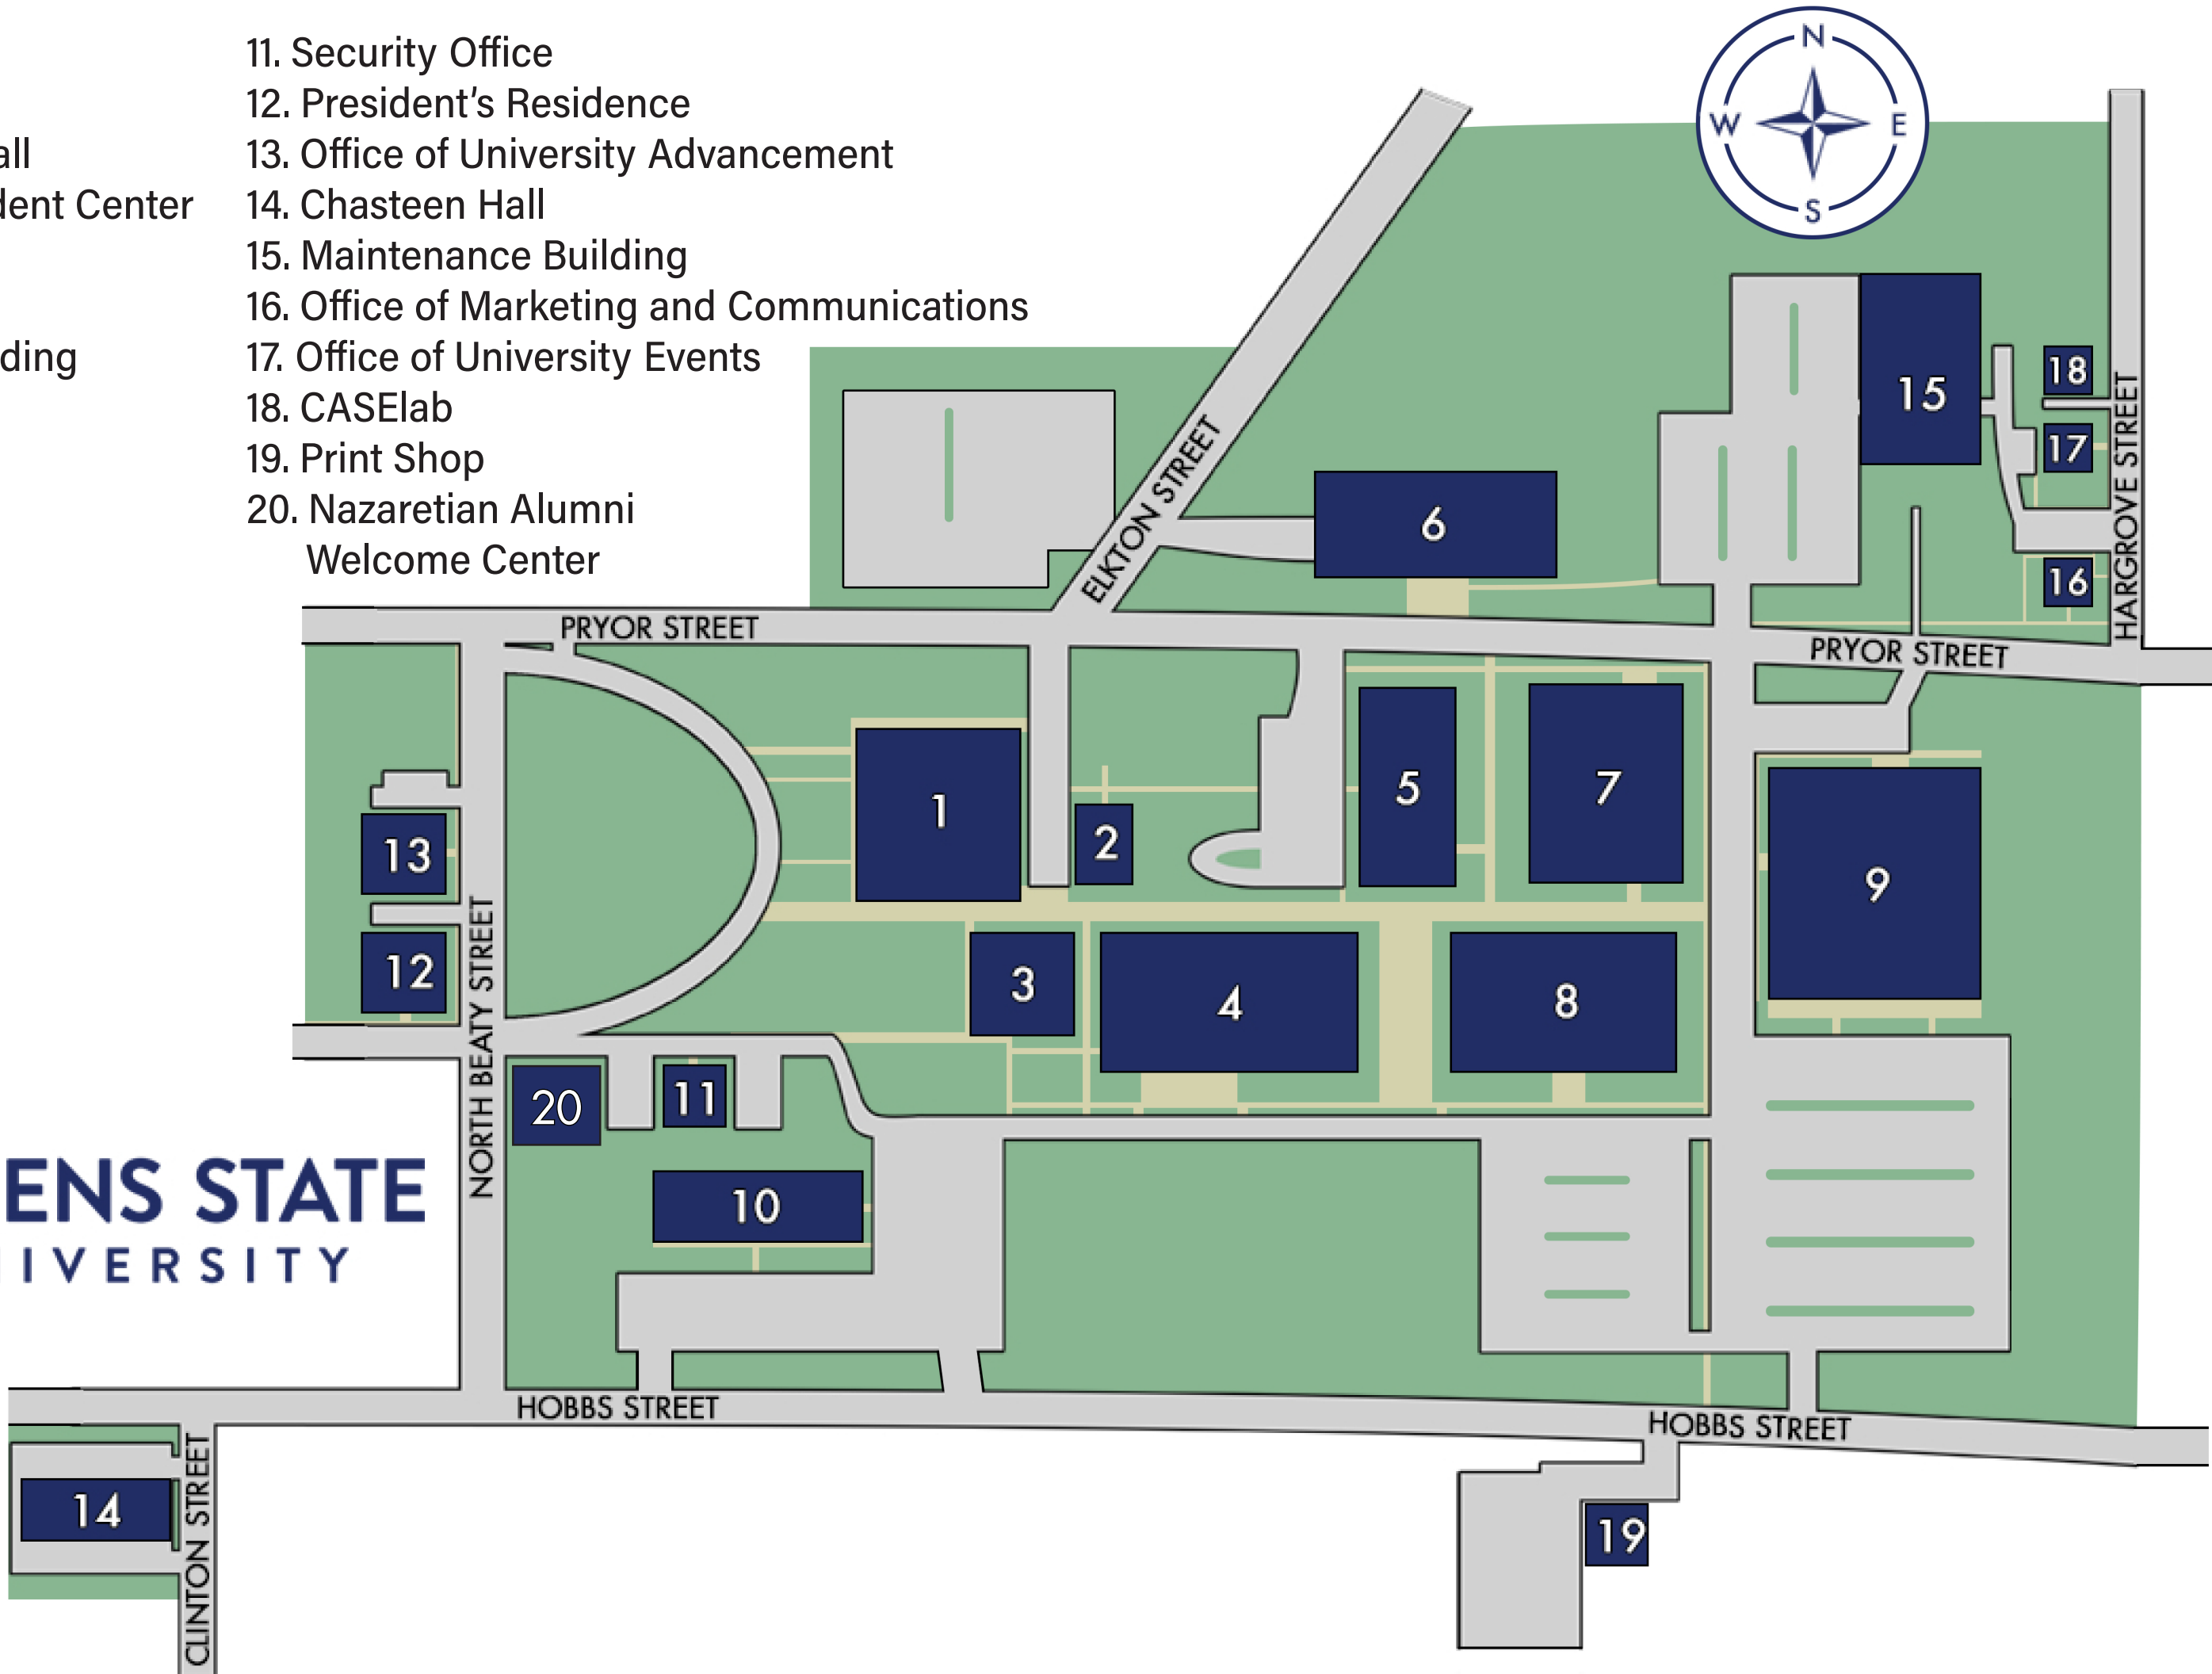 11. Security Office
12. President's Residence
all
13. Office of University Advancement
dent Center
14. Chasteen Hall
15. Maintenance Building
16. Office of Marketing and Communications
ding
17. Office of University Events
18. CASElab
19. Print Shop
20. Nazaretian Alumni
Welcome Center
N
W
E
S
ELKTON STREET
HARGROVE STREET
15
18
17
16
6
PRYOR STREET
PRYOR STREET
1
2
5
7
9
13
12
NORTH BEATY STREET
3
4
8
20
11
10
ENS STATE
IVERSITY
HOBBS STREET
HOBBS STREET
14
CLINTON STREET
19